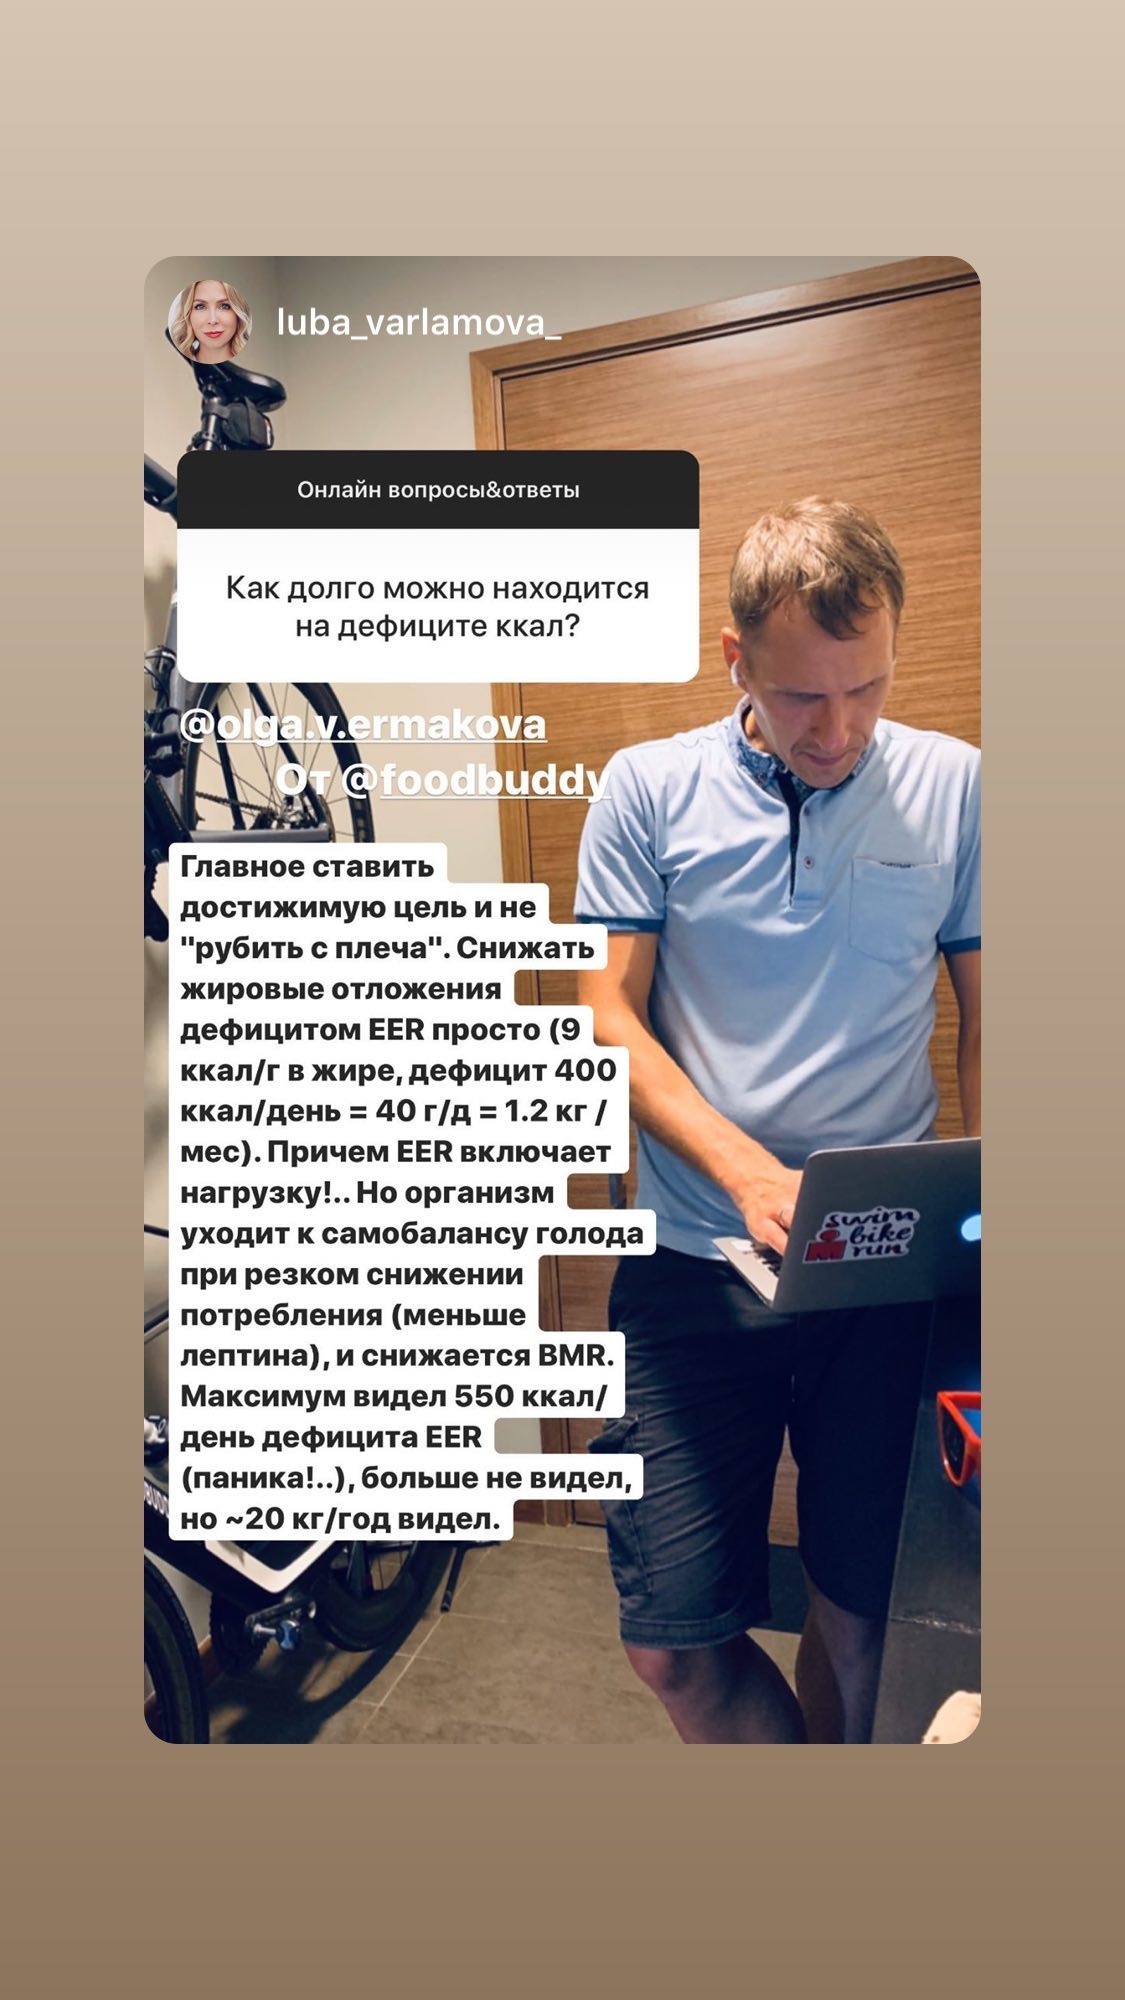 luba_varlamova_
Онлайн вопросы&ответы
Как долго можно находится
на дефиците ккал?
@olga.v.ermakova
От @foodbuddy
Главное ставить
достижимую цель и не
"рубить с плеча". Снижать
жировые отложения
дефицитом EER просто (9
ккал/г в жире, дефицит 400
ккал/день = 40 г/д = 1.2 кг /
мес). Причем EER включает
нагрузку!.. Но организм
уходит к самобалансу голода
при резком снижении
потребления (меньше
лептина), и снижается BMR.
Максимум видел 550 ккал/
день дефицита EER
(паника!..), больше не видел,
но ~20 кг/год видел.
swim
bike
run